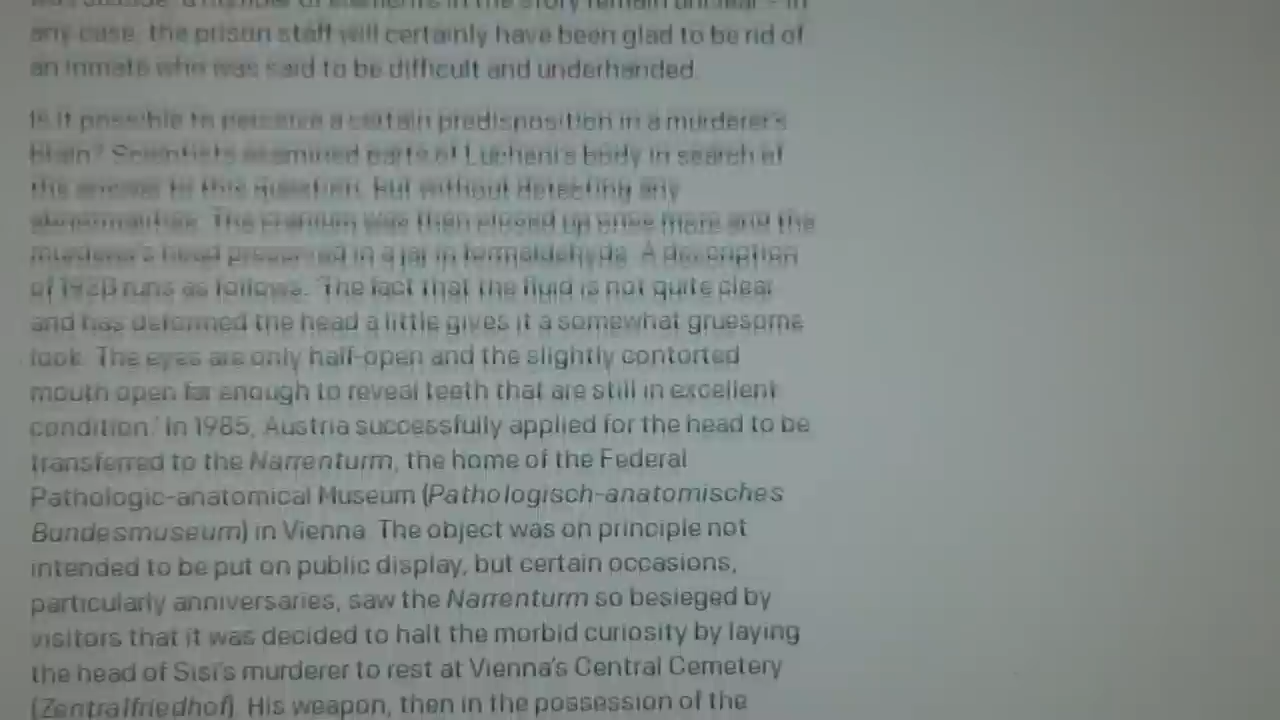 any case, the prison staff will certainly have been glad to be rid of
an inmate who was said to be difficult and underhanded.
Is it possible to perceive a certain predisposition in a murderer's
brain? Scientists examined parts of Lucheni's body in search of
the answer to this question, but without detecting any
abnormalities. The cranium was then closed up once more and the
murderer's head preserved in a jar in formaldehyde. A description
of runs as follows: 'The fact that the fluid is not quite clear
and has deformed the head a little gives it a somewhat gruesome
look. The eyes are only half-open and the slightly contorted
mouth open far enough to reveal teeth that are still in excellent
condition.' In 1985, Austria successfully applied for the head to be
transferred to the Narrenturm, the home of the Federal
Pathologic-anatomical Museum (Pathologisch-anatomisches
Bundesmuseum) in Vienna. The object was on principle not
intended to be put on public display, but certain occasions,
particularly anniversaries, saw the Narrenturm so besieged by
visitors that it was decided to halt the morbid curiosity by laying
the head of Sisi's murderer to rest at Vienna's Central Cemetery
(Zentralfriedhof). His weapon, then in the possession of the